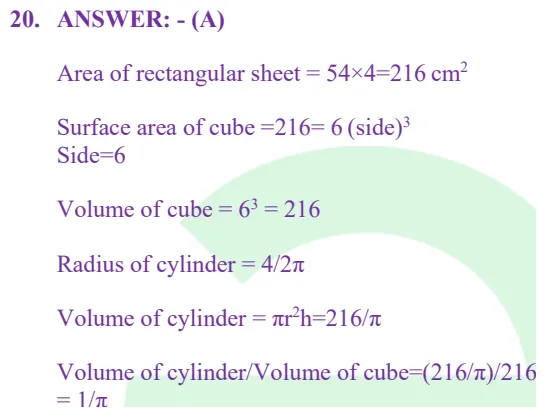 20. ANSWER: - (A)
Area of rectangular sheet = 54×4=216 cm²
Surface area of cube =216= 6 (side)³
Side=6
Volume of cube = 6³ = 216
Radius of cylinder = 4/2π
Volume of cylinder = πr²h=216/π
Volume of cylinder/Volume of cube=(216/π)/216
= 1/π